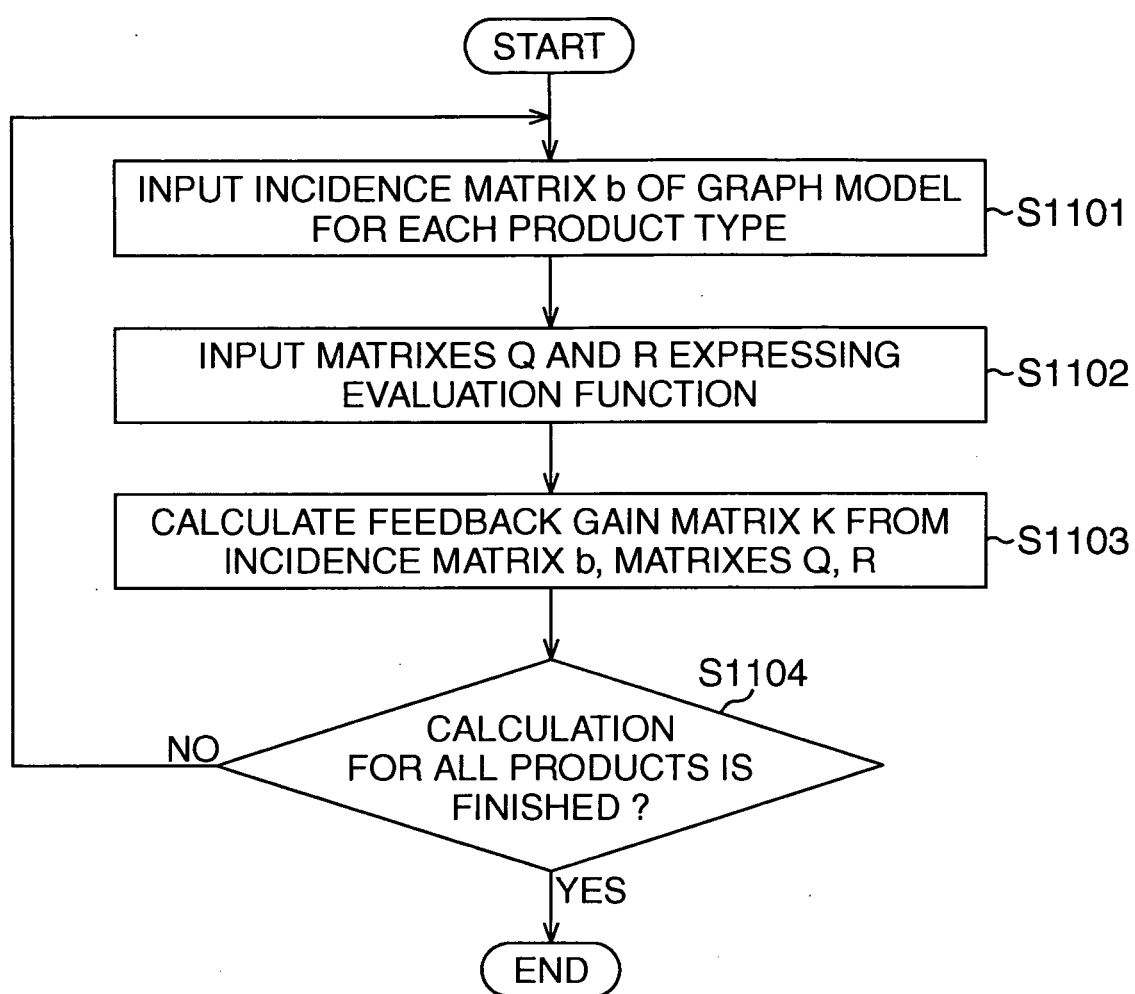 START
INPUT INCIDENCE MATRIX b OF GRAPH MODEL
FOR EACH PRODUCT TYPE
S1101
INPUT MATRIXES Q AND R EXPRESSING
EVALUATION FUNCTION
S1102
CALCULATE FEEDBACK GAIN MATRIX K FROM
INCIDENCE MATRIX b, MATRIXES Q, R
S1103
S1104
CALCULATION
FOR ALL PRODUCTS IS
FINISHED ?
NO
YES
END